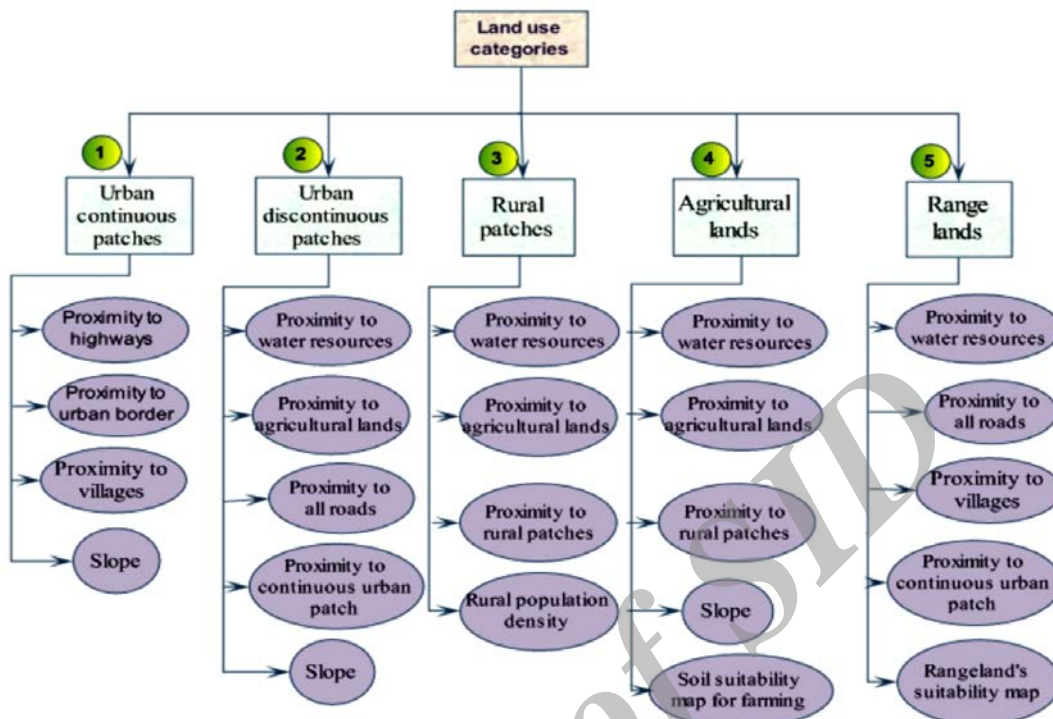 Land use
categories
1
Urban
continuous
patches
Proximity to
highways
Proximity to
urban border
Proximity to
villages
Slope
2
Urban
discontinuous
patches
Proximity to
water resources
Proximity to
agricultural lands
Proximity to
all roads
Proximity to
continuous urban
patch
Slope
3
Rural
patches
Proximity to
water resources
Proximity to
agricultural lands
Proximity to
rural patches
Rural population
density
4
Agricultural
lands
Proximity to
water resources
Proximity to
agricultural lands
Proximity to
rural patches
Slope
Soil suitability
map for farming
5
Range
lands
Proximity to
water resources
Proximity to
all roads
Proximity to
villages
Proximity to
continuous urban
patch
Rangeland's
suitability map
of SID